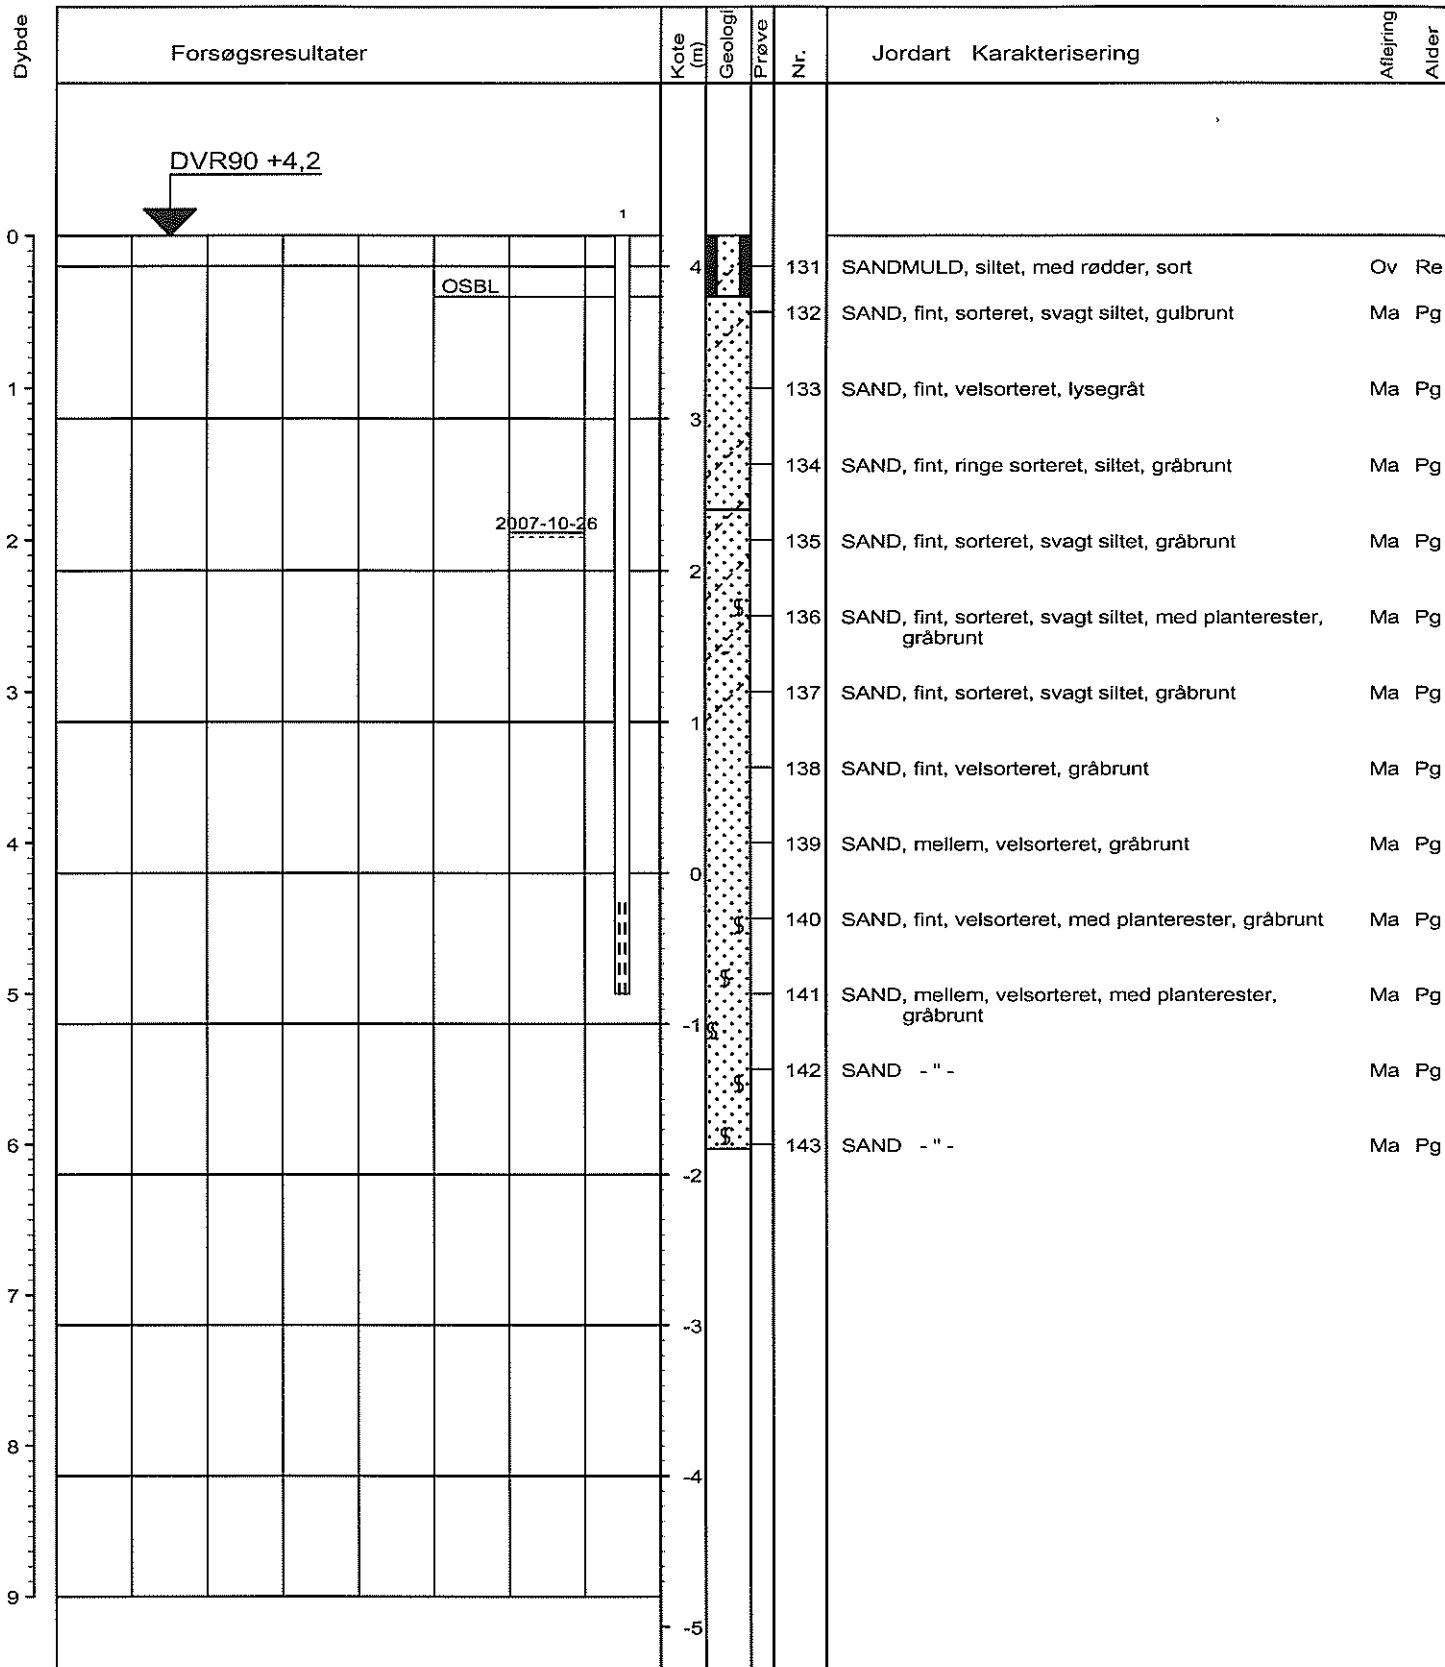 Dybde
Forsøgsresultater
Kote (m)
Geologi
Prøve
Nr.
Jordart Karakterisering
Aflejring
Alder
DVR90 +4,2
1
0
4 131 SANDMULD, siltet, med rødder, sort Ov Re
OSBL
132 SAND, fint, sorteret, svagt siltet, gulbrunt Ma Pg
1 133 SAND, fint, velsorteret, lysegråt Ma Pg
3
134 SAND, fint, ringe sorteret, siltet, gråbrunt Ma Pg
2007-10-26
2 135 SAND, fint, sorteret, svagt siltet, gråbrunt Ma Pg
2
136 SAND, fint, sorteret, svagt siltet, med planterester, Ma Pg
gråbrunt
3 137 SAND, fint, sorteret, svagt siltet, gråbrunt Ma Pg
1
138 SAND, fint, velsorteret, gråbrunt Ma Pg
4 139 SAND, mellem, velsorteret, gråbrunt Ma Pg
0
140 SAND, fint, velsorteret, med planterester, gråbrunt Ma Pg
5 141 SAND, mellem, velsorteret, med planterester, Ma Pg
gråbrunt
-1
142 SAND - " - Ma Pg
6 143 SAND - " - Ma Pg
-2
7
-3
8
-4
9
-5